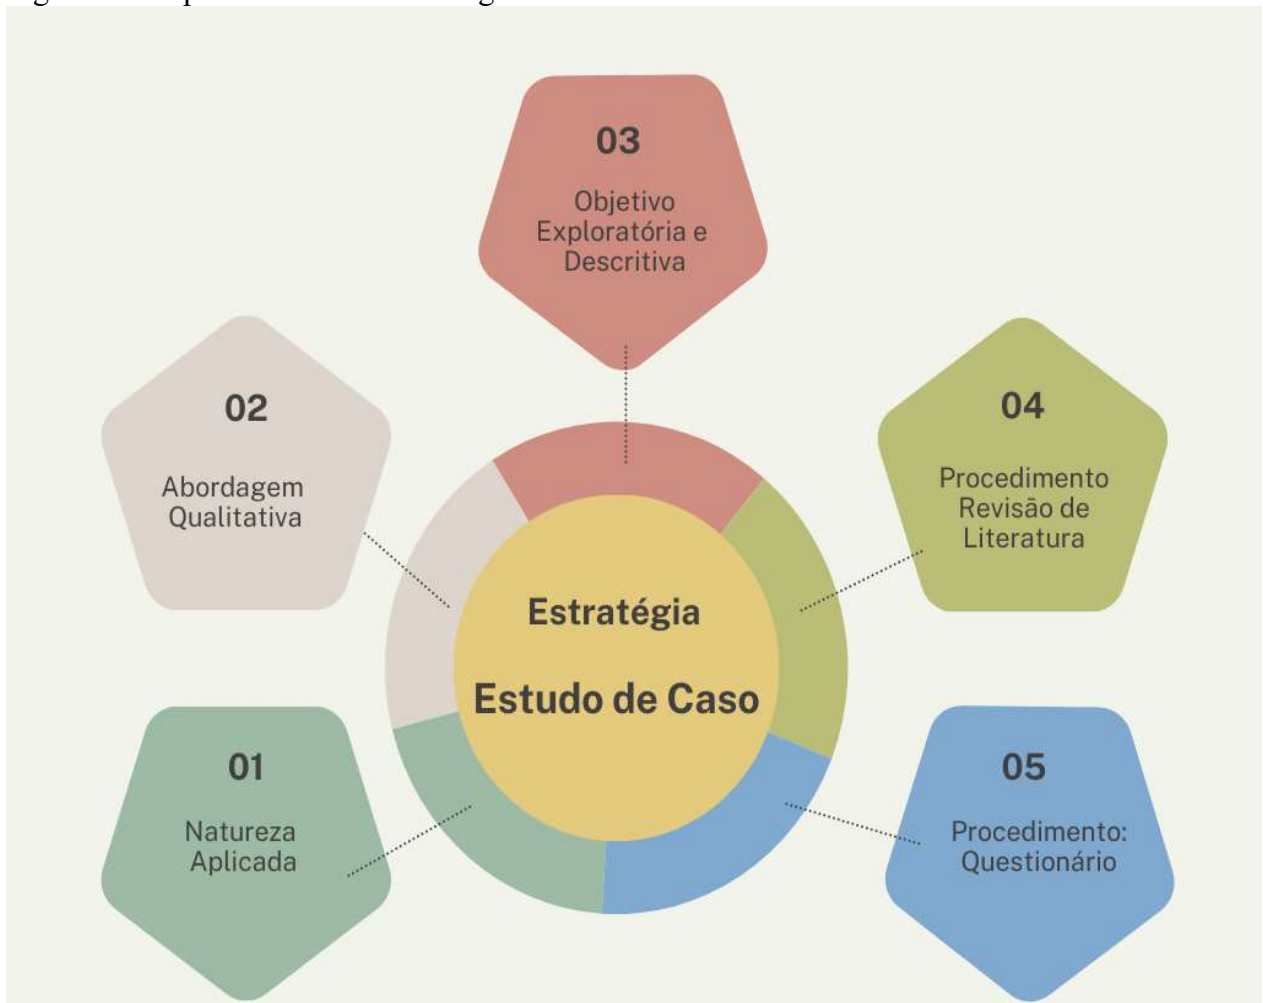 03
Objetivo
Exploratória e
Descritiva
02
Abordagem
Qualitativa
04
Procedimento
Revisão de
Literatura
Estratégia
Estudo de Caso
01
Natureza
Aplicada
05
Procedimento:
Questionário